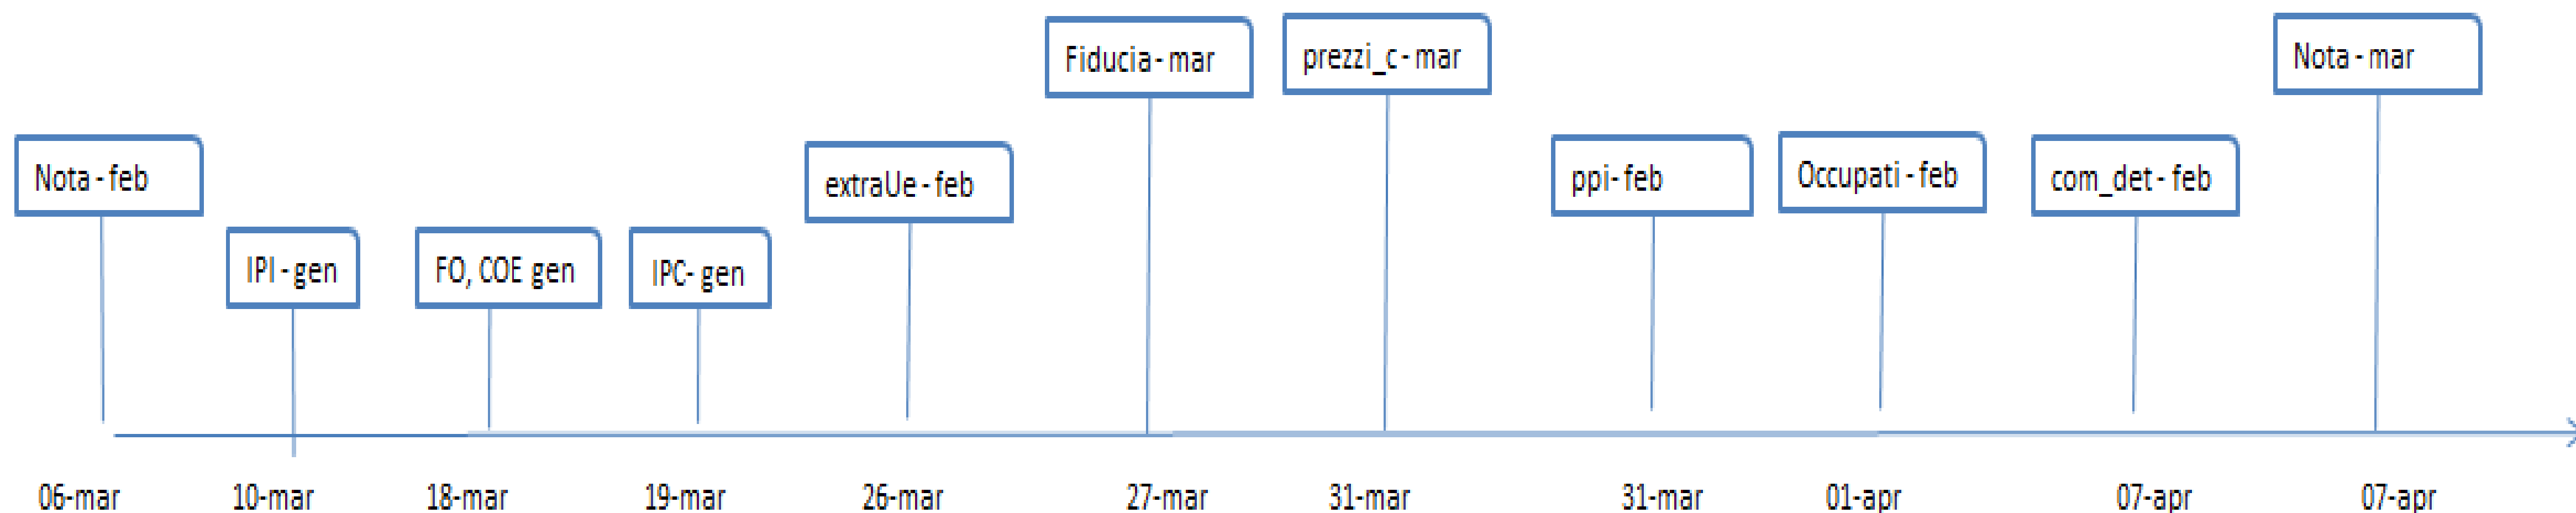 Fiducia - mar
prezzi_c - mar
Nota - mar
Nota - feb
extraUe - feb
ppi- feb
Occupati - feb
com_det - feb
IPI - gen
FO, COE gen
IPC- gen
06-mar
10-mar
18-mar
19-mar
26-mar
27-mar
31-mar
31-mar
01-apr
07-apr
07-apr